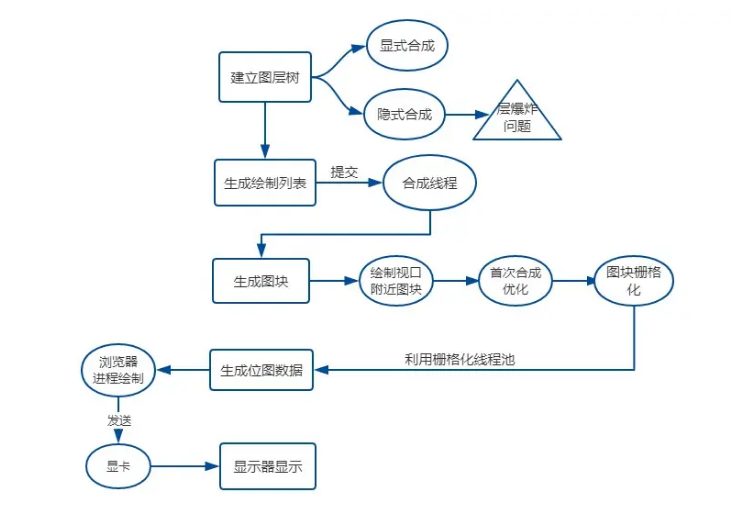 显式合成
建立图层树
隐式合成
层爆炸
问题
提交
生成绘制列表
合成线程
生成图块
绘制视口
附近图块
首次合成
优化
图块栅格
化
利用栅格化线程池
生成位图数据
浏览器
进程绘制
发送
显卡
显示器显示